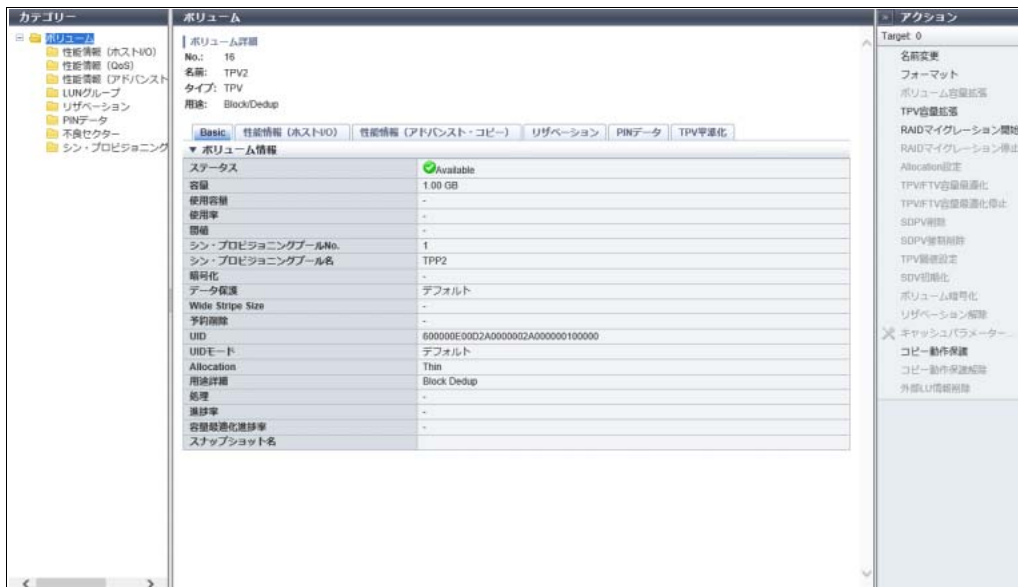 カテゴリー
ボリューム
性能情報（ホストI/O）
性能情報（QoS）
性能情報（アドバンスト
LUNグループ
リザベーション
PINデータ
不良セクター
シン・プロビジョニング
ボリューム
ボリューム詳細
No.: 16
名前: TPV2
タイプ: TPV
用途: Block/Dedup
Basic 性能情報（ホストI/O） 性能情報（アドバンスト・コピー） リザベーション PINデータ TPV平準化
▼ ボリューム情報
ステータス Available
容量 1.00 GB
使用容量 -
使用率 -
閾値 -
シン・プロビジョニングプールNo. 1
シン・プロビジョニングプール名 TPP2
暗号化 -
データ保護 デフォルト
Wide Stripe Size -
予約削除 -
UID 600000E00D2A0000002A000000100000
UIDモード デフォルト
Allocation Thin
用途詳細 Block Dedup
処理 -
進捗率 -
容量最適化進捗率 -
スナップショット名
アクション
Target: 0
名前変更
フォーマット
ボリューム容量拡張
TPV容量拡張
RAIDマイグレーション開始
RAIDマイグレーション停止
Allocation設定
TPV/FTV容量最適化
TPV/FTV容量最適化停止
SDPV削除
SDPV強制削除
TPV閾値設定
SDV初期化
ボリューム暗号化
リザベーション解除
キャッシュパラメーター...
コピー動作保護
コピー動作保護解除
外部LU情報削除